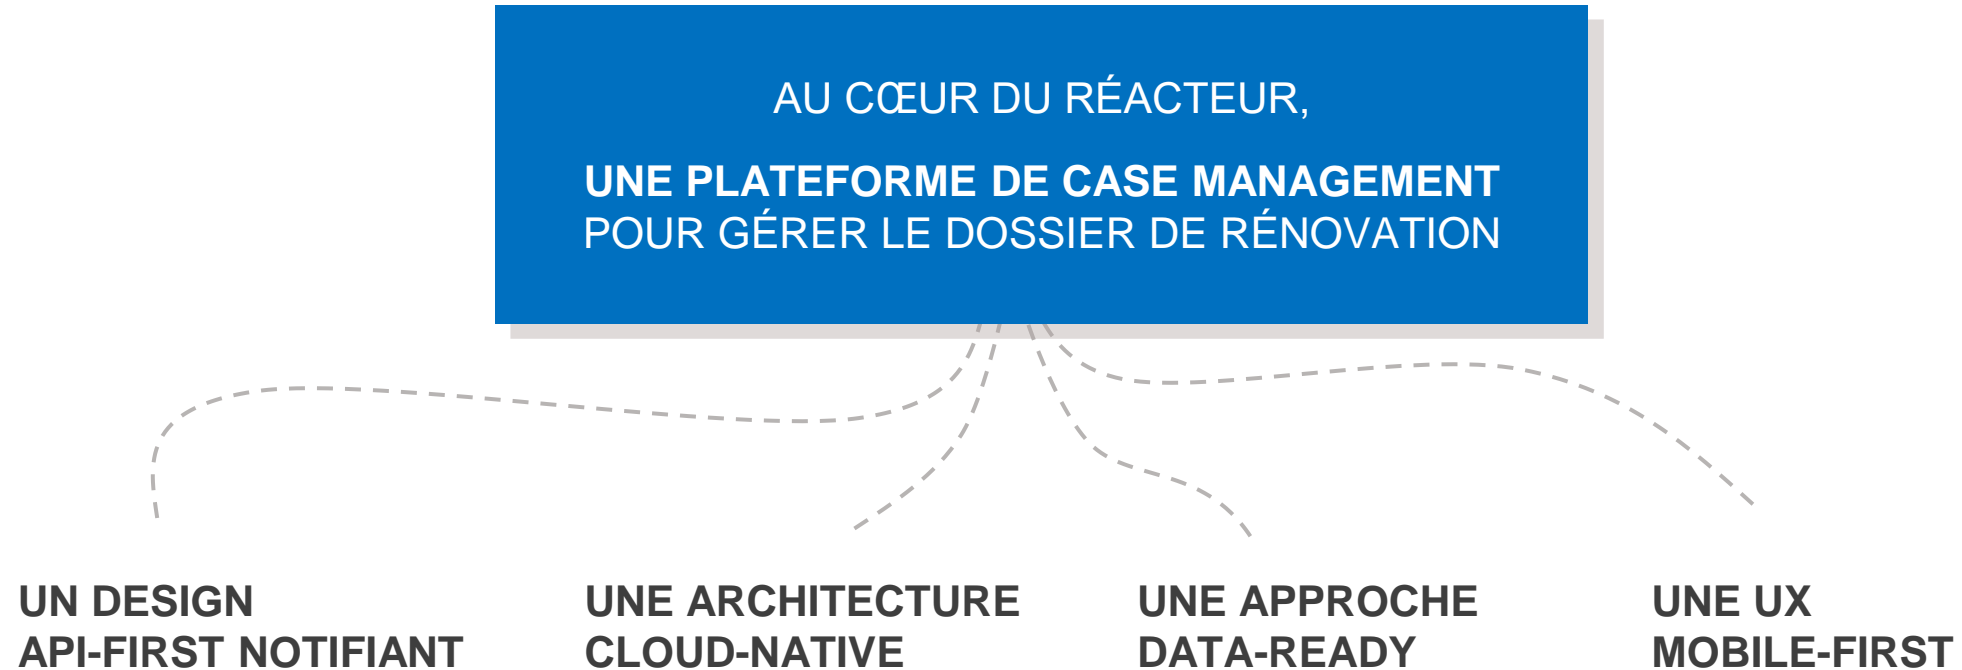 AU CŒUR DU RÉACTEUR,
UNE PLATEFORME DE CASE MANAGEMENT
POUR GÉRER LE DOSSIER DE RÉNOVATION
UN DESIGN
API-FIRST NOTIFIANT
UNE ARCHITECTURE
CLOUD-NATIVE
UNE APPROCHE
DATA-READY
UNE UX
MOBILE-FIRST